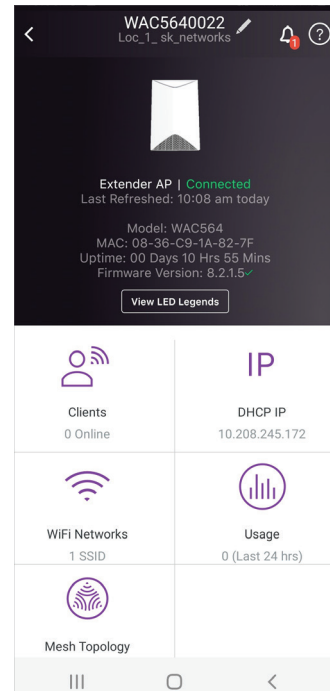 WAC5640022
Loc_1_ sk_networks
1
?
Extender AP | Connected
Last Refreshed: 10:08 am today
Model: WAC564
MAC: 08-36-C9-1A-82-7F
Uptime: 00 Days 10 Hrs 55 Mins
Firmware Version: 8.2.1.5
View LED Legends
IP
Clients
DHCP IP
0 Online
10.208.245.172
WiFi Networks
Usage
1 SSID
0 (Last 24 hrs)
Mesh Topology